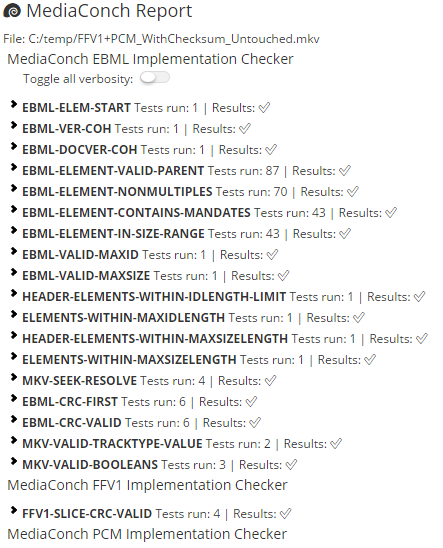 MediaConch Report
File: C:/temp/FFV1+PCM_WithChecksum_Untouched.mkv
MediaConch EBML Implementation Checker
Toggle all verbosity:
EBML-ELEM-START Tests run: 1 | Results: ✓
EBML-VER-COH Tests run: 1 | Results: ✓
EBML-DOCVER-COH Tests run: 1 | Results: ✓
EBML-ELEMENT-VALID-PARENT Tests run: 87 | Results: ✓
EBML-ELEMENT-NONMULTIPLES Tests run: 70 | Results: ✓
EBML-ELEMENT-CONTAINS-MANDATES Tests run: 43 | Results: ✓
EBML-ELEMENT-IN-SIZE-RANGE Tests run: 43 | Results: ✓
EBML-VALID-MAXID Tests run: 1 | Results: ✓
EBML-VALID-MAXSIZE Tests run: 1 | Results: ✓
HEADER-ELEMENTS-WITHIN-IDLENGTH-LIMIT Tests run: 1 | Results: ✓
ELEMENTS-WITHIN-MAXIDLENGTH Tests run: 1 | Results: ✓
HEADER-ELEMENTS-WITHIN-MAXSIZELENGTH Tests run: 1 | Results: ✓
ELEMENTS-WITHIN-MAXSIZELENGTH Tests run: 1 | Results: ✓
MKV-SEEK-RESOLVE Tests run: 4 | Results: ✓
EBML-CRC-FIRST Tests run: 6 | Results: ✓
EBML-CRC-VALID Tests run: 6 | Results: ✓
MKV-VALID-TRACKTYPE-VALUE Tests run: 2 | Results: ✓
MKV-VALID-BOOLEANS Tests run: 3 | Results: ✓
MediaConch FFV1 Implementation Checker
FFV1-SLICE-CRC-VALID Tests run: 4 | Results: ✓
MediaConch PCM Implementation Checker